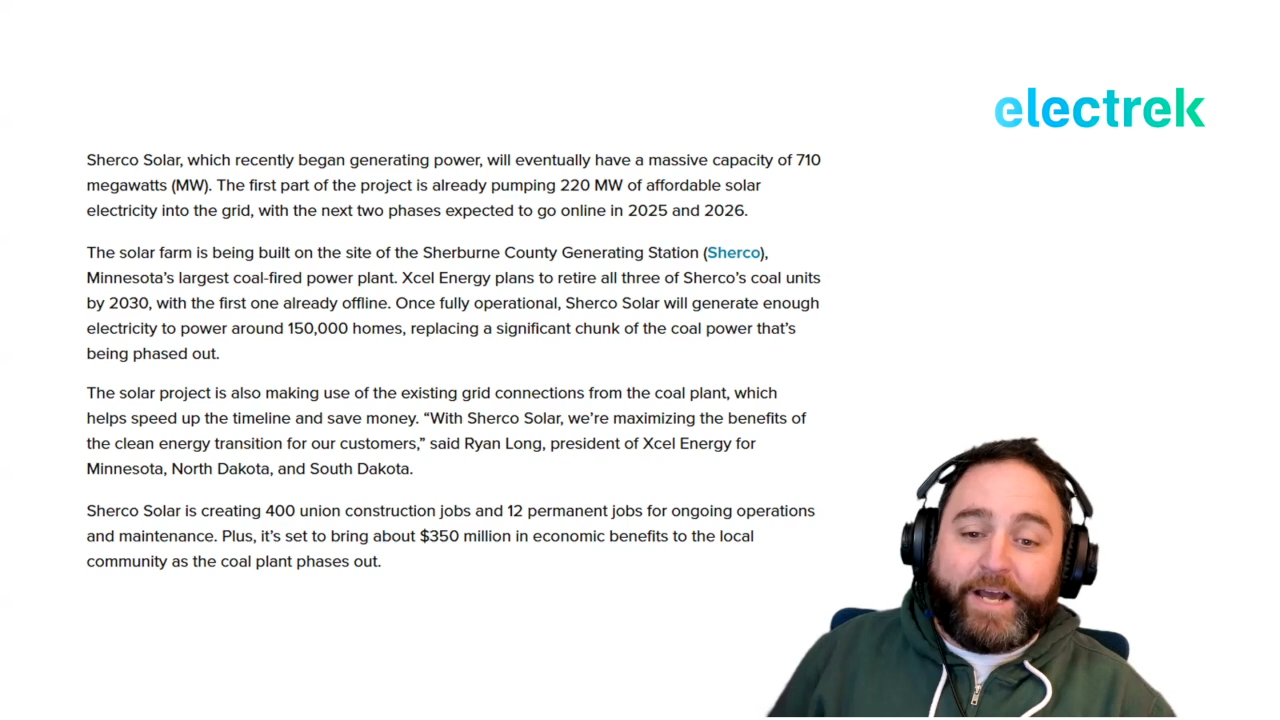 electrek
Sherco Solar, which recently began generating power, will eventually have a massive capacity of 710
megawatts (MW). The first part of the project is already pumping 220 MW of affordable solar
electricity into the grid, with the next two phases expected to go online in 2025 and 2026.
The solar farm is being built on the site of the Sherburne County Generating Station (Sherco),
Minnesota’s largest coal-fired power plant. Xcel Energy plans to retire all three of Sherco’s coal units
by 2030, with the first one already offline. Once fully operational, Sherco Solar will generate enough
electricity to power around 150,000 homes, replacing a significant chunk of the coal power that’s
being phased out.
The solar project is also making use of the existing grid connections from the coal plant, which
helps speed up the timeline and save money. “With Sherco Solar, we’re maximizing the benefits of
the clean energy transition for our customers,” said Ryan Long, president of Xcel Energy for
Minnesota, North Dakota, and South Dakota.
Sherco Solar is creating 400 union construction jobs and 12 permanent jobs for ongoing operations
and maintenance. Plus, it’s set to bring about $350 million in economic benefits to the local
community as the coal plant phases out.